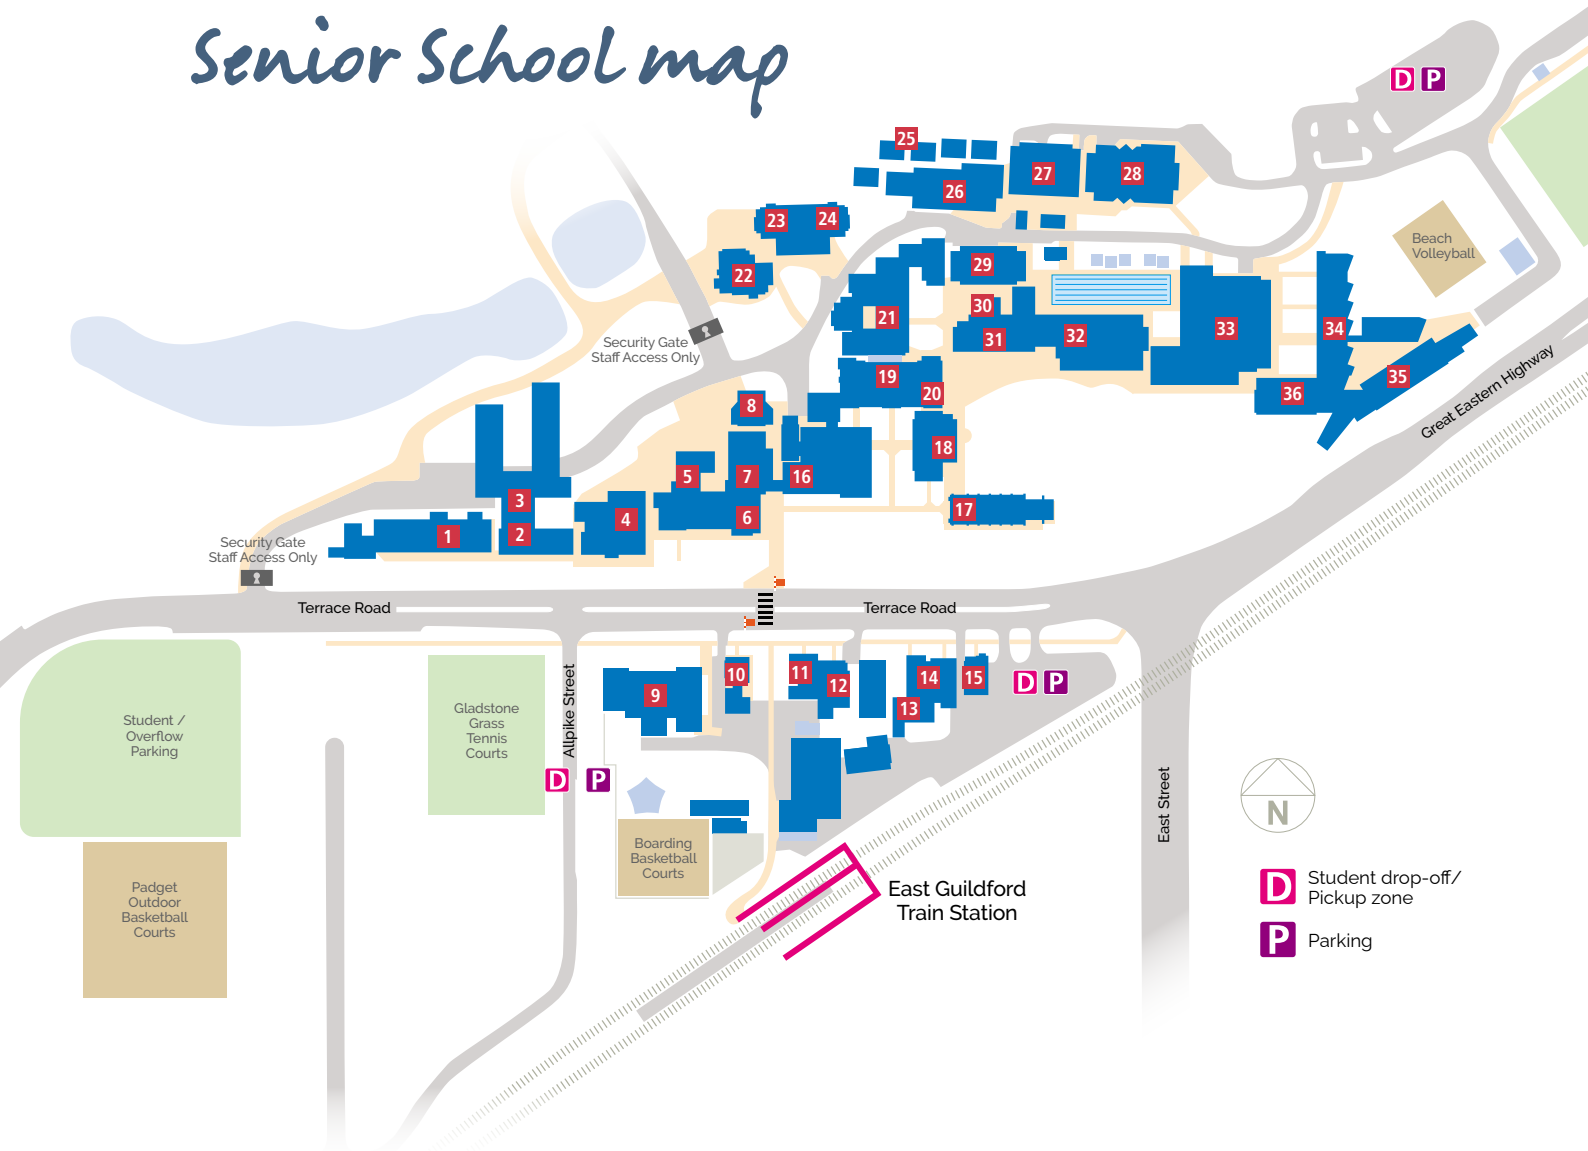 Senior School map
D P
25
26
27
28
23
24
22
Beach
Volleyball
29
30
31
32
33
34
35
36
21
19
20
18
17
Security Gate
Staff Access Only
Great Eastern Highway
8
5
7
16
6
3
4
1
2
Security Gate
Staff Access Only
Terrace Road
Terrace Road
9
10
11
12
13
14
15
D P
Student /
Overflow
Parking
Gladstone
Grass
Tennis
Courts
Allpike Street
D P
Boarding
Basketball
Courts
Padget
Outdoor
Basketball
Courts
East Guildford
Train Station
East Street
N
D Student drop-off/
Pickup zone
P Parking